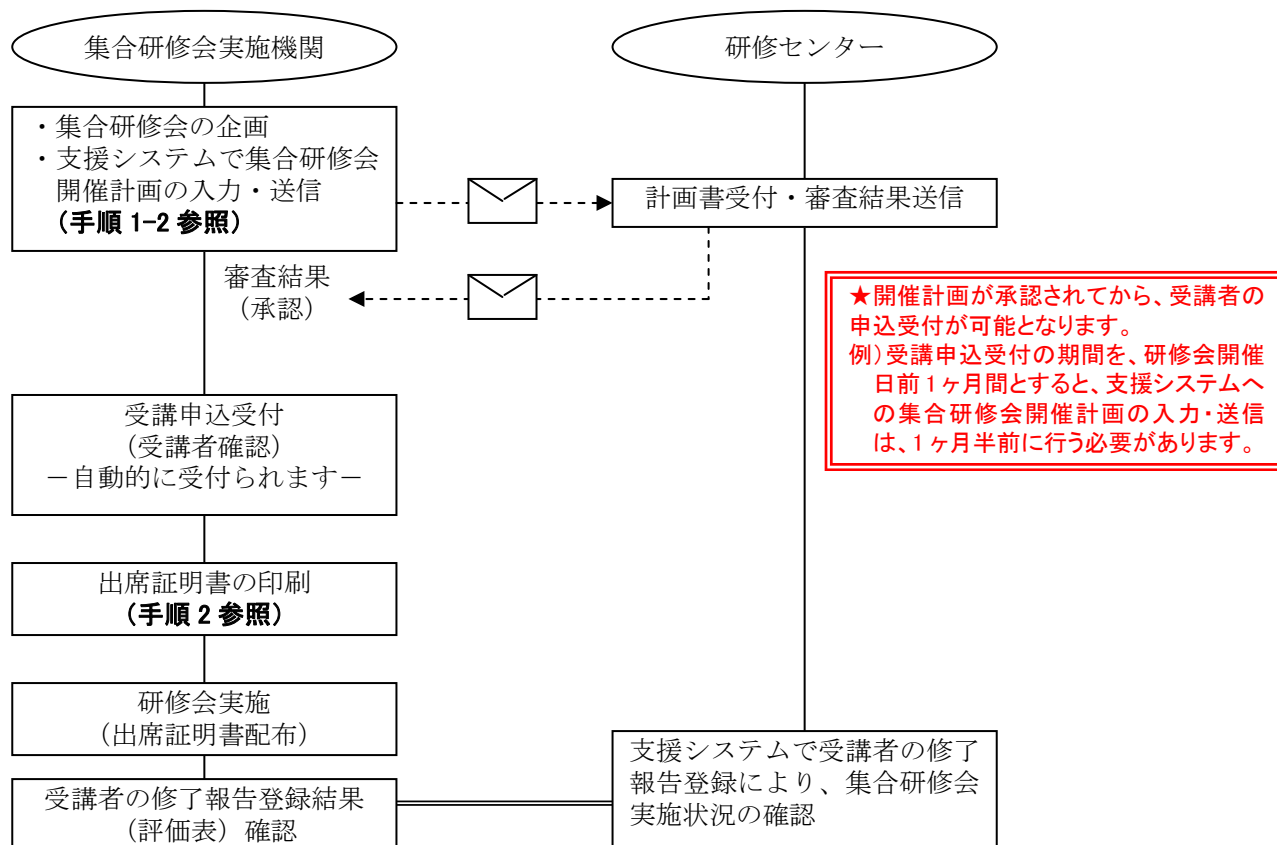 集合研修会実施機関
研修センター
・集合研修会の企画
・支援システムで集合研修会
開催計画の入力・送信
(手順 1-2 参照)
計画書受付・審査結果送信
審査結果
(承認)
★開催計画が承認されてから、受講者の
申込受付が可能となります。
例)受講申込受付の期間を、研修会開催
日前1ヶ月間とすると、支援システムへ
の集合研修会開催計画の入力・送信
は、1ヶ月半前に行う必要があります。
受講申込受付
(受講者確認)
－自動的に受付られます－
出席証明書の印刷
(手順 2 参照)
研修会実施
(出席証明書配布)
支援システムで受講者の修了
報告登録により、集合研修会
実施状況の確認
受講者の修了報告登録結果
(評価表)確認